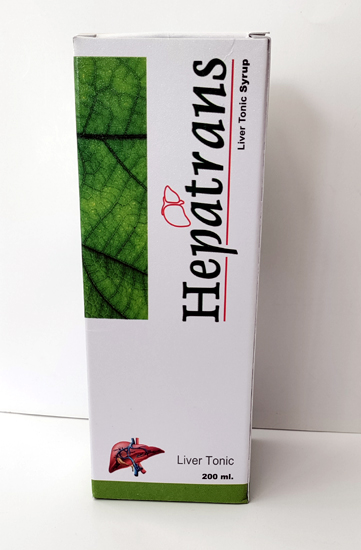 Hepatrans
Liver Tonic Syrup
Liver Tonic
200 ml.